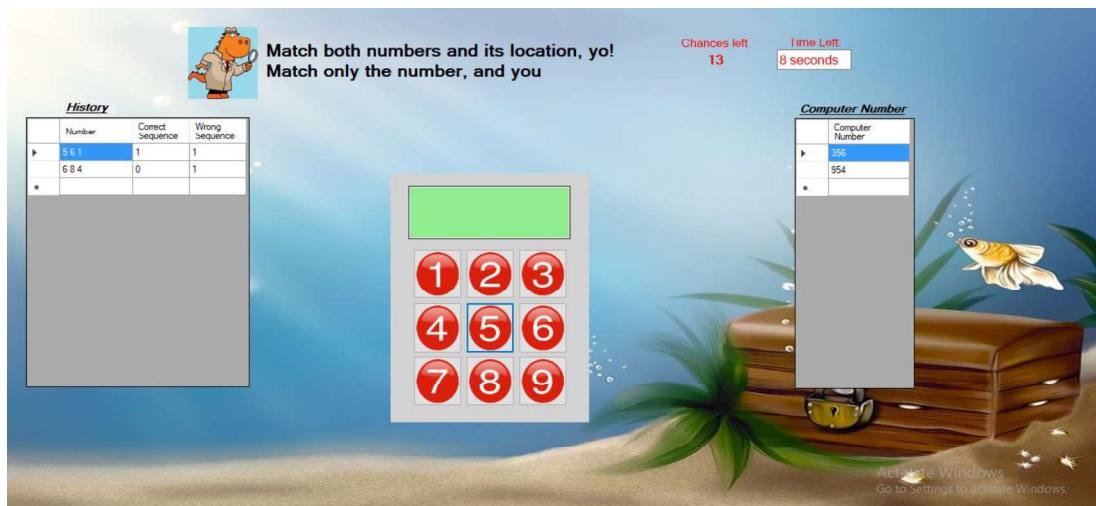 Match both numbers and its location, yo!
Match only the number, and you
Chances left
13
Time Left:
8 seconds
History
Number Correct Sequence Wrong Sequence
5 6 1 1 1
6 8 4 0 1
Computer Number
Computer Number
356
954
1 2 3
4 5 6
7 8 9
Activate Windows
Go to Settings to activate Windows.